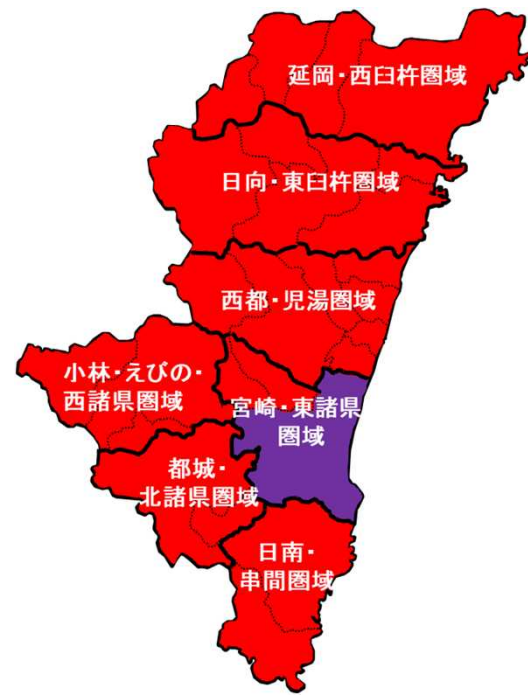 延岡・西臼杵圏域
日向・東臼杵圏域
西都・児湯圏域
小林・えびの・
西諸県圏域
宮崎・東諸県
圏域
都城・
北諸県圏域
日南・
串間圏域